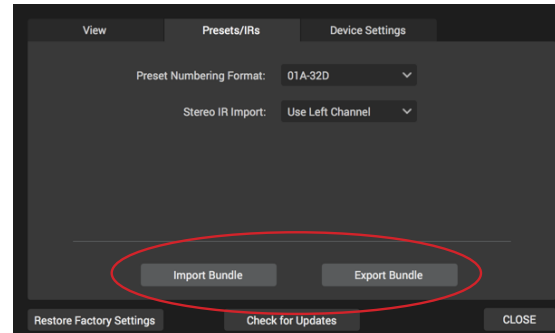 View Presets/IRs Device Settings
Preset Numbering Format: 01A-32D
Stereo IR Import: Use Left Channel
Import Bundle Export Bundle
Restore Factory Settings Check for Updates CLOSE